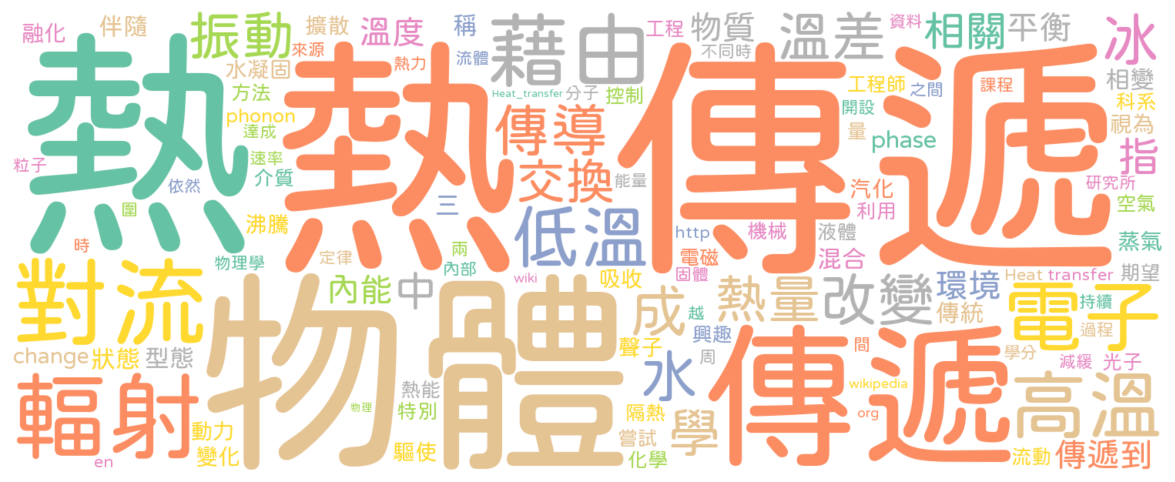 融化
伴隨
振動
擴散
溫度
稱
藉由
工程
物質
溫差
資料
相關
平衡
冰
來源
熱力
流體
不同時
水凝固
方法
phonon
達成
速率
介質
粒子
依然
圍
沸騰
時
物理學
熱
熱傳遞
Heat_transfer
分子
控制
傳導
交換
能量
三
低溫
兩
內部
定律
wiki
http
電磁
固體
機械
液體
混合
工程師
之間
量
開設
phase
汽化
利用
課程
相變
科系
視為
指
研究所
空氣
蒸氣
對流
內能
中
吸收
成
越
熱量
改變
環境
傳統
Heat transfer
期望
電子
持續
過程
change
狀態
型態
物體
聲子
興趣
周
水
傳遞
間
學分
減緩
光子
輻射
熱能
特別
物理
隔熱
嘗試
學
wikipedia
org
高溫
動力
變化
驅使
化學
流動
傳遞到
en